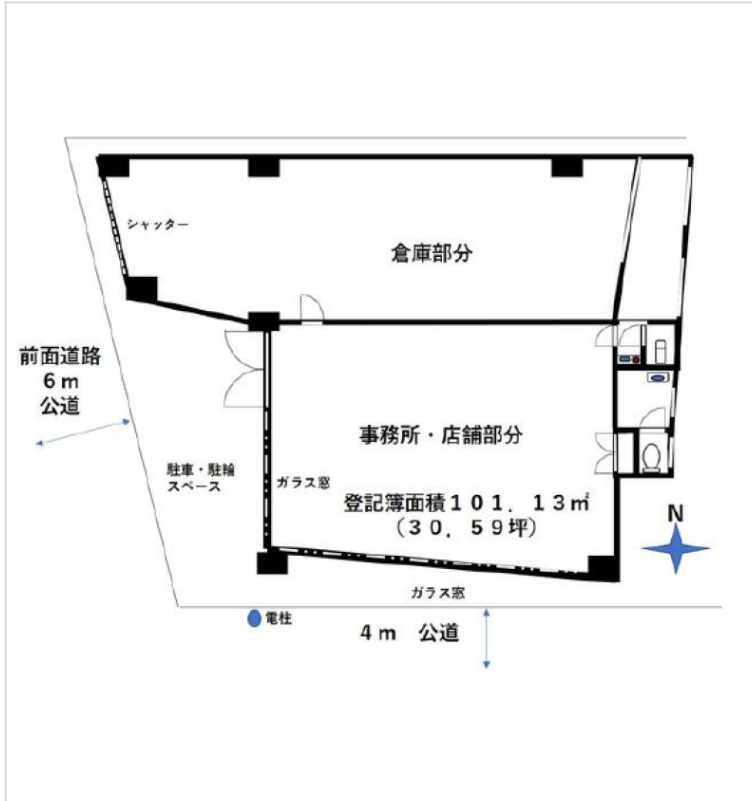 シャッター
倉庫部分
前面道路
6m
公道
事務所・店舗部分
駐車・駐輪
スペース
ガラス窓
登記簿面積101.13㎡
(30.59坪)
N
ガラス窓
電柱
4m 公道